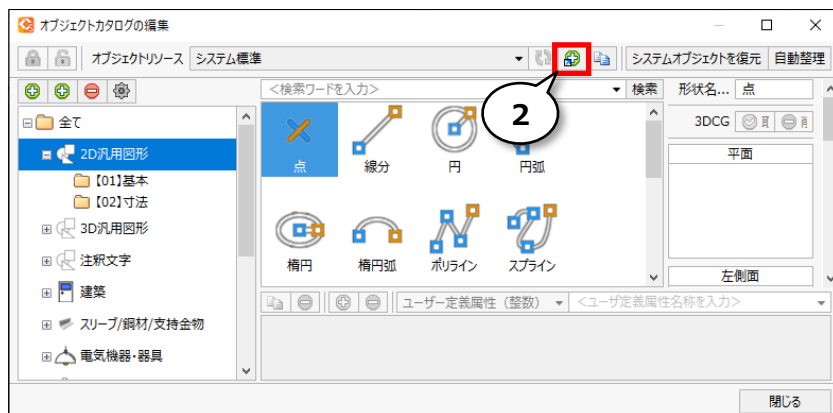 オブジェクトカタログの編集
オブジェクトリソース システム標準 システムオブジェクトを復元 自動整理
<検索ワードを入力> 検索 形状名... 点
2
全て
2D汎用図形
【01】基本
【02】寸法
3D汎用図形
注釈文字
建築
スリーブ/鋼材/支持金物
電気機器・器具
点 線分 円 円弧
楕円 楕円弧 ポリライン スプライン
3DCG
平面
左側面
ユーザー定義属性（整数） <ユーザ定義属性名称を入力>
閉じる